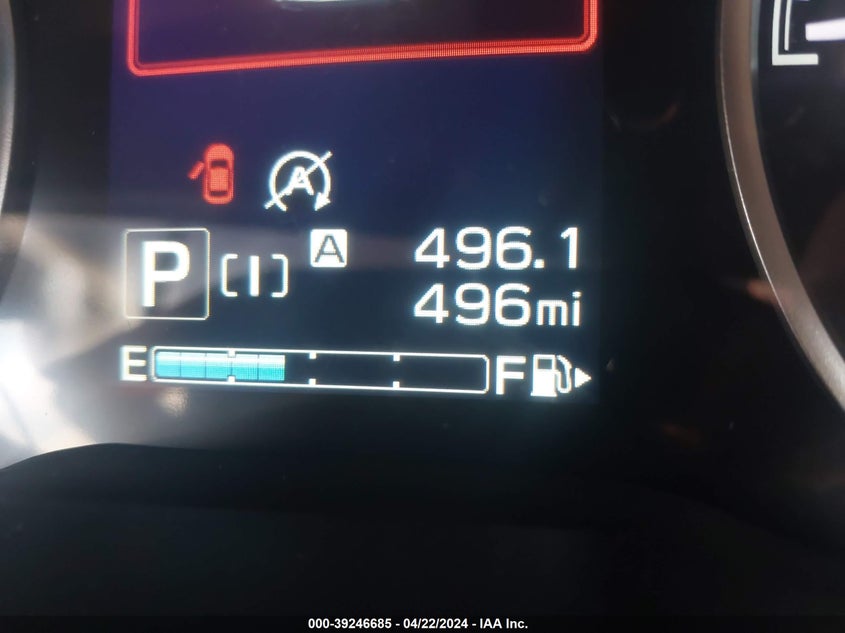 A
P [I] A 496.1
496mi
E F
000-39246685 - 04/22/2024 - IAA Inc.